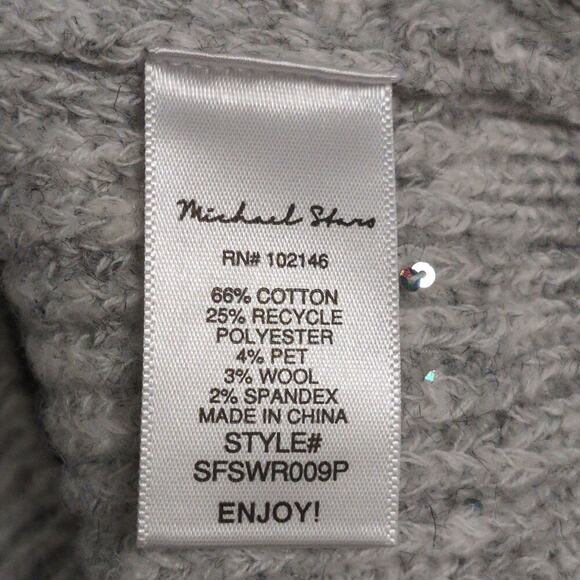 Michael Stars
RN# 102146
66% COTTON
25% RECYCLE
POLYESTER
4% PET
3% WOOL
2% SPANDEX
MADE IN CHINA
STYLE#
SFSWR009P
ENJOY!